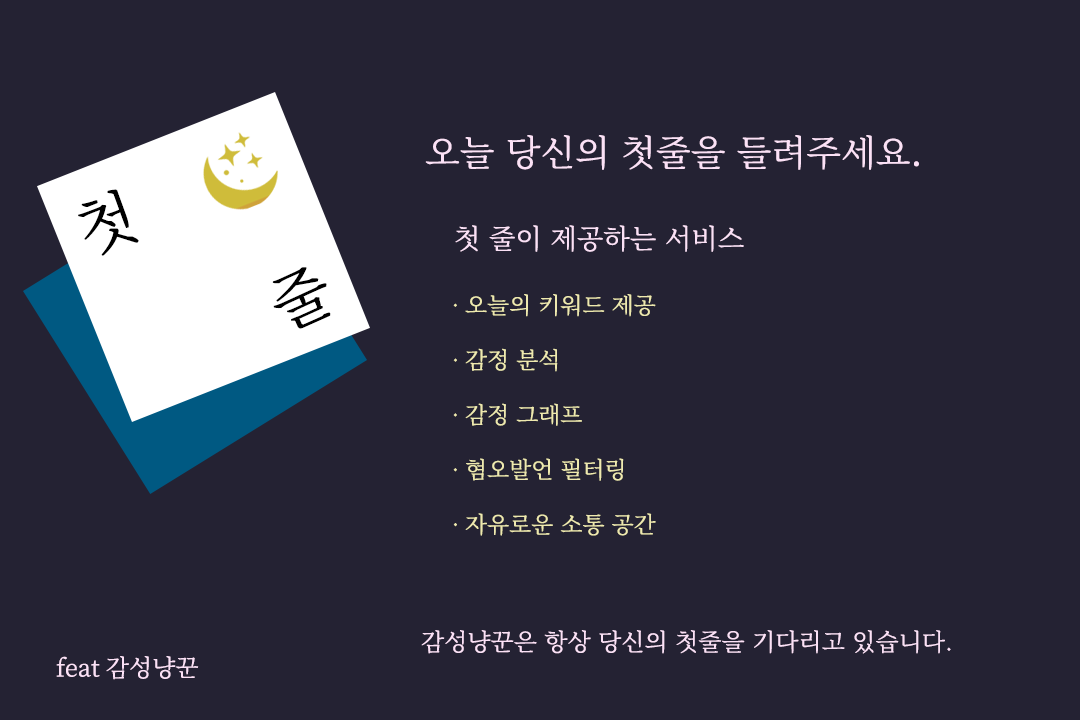 첫
줄
오늘 당신의 첫줄을 들려주세요.
첫 줄이 제공하는 서비스
· 오늘의 키워드 제공
· 감정 분석
· 감정 그래프
· 혐오발언 필터링
· 자유로운 소통 공간
감성냥꾼은 항상 당신의 첫줄을 기다리고 있습니다.
feat 감성냥꾼